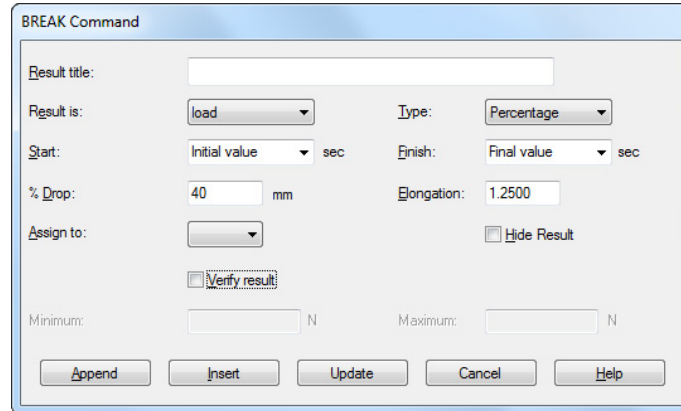 BREAK Command
Result title:
Result is: load Type: Percentage
Start: Initial value sec Finish: Final value sec
% Drop: 40 mm Elongation: 1.2500
Assign to: Hide Result
Verify result
Minimum: N Maximum: N
Append Insert Update Cancel Help